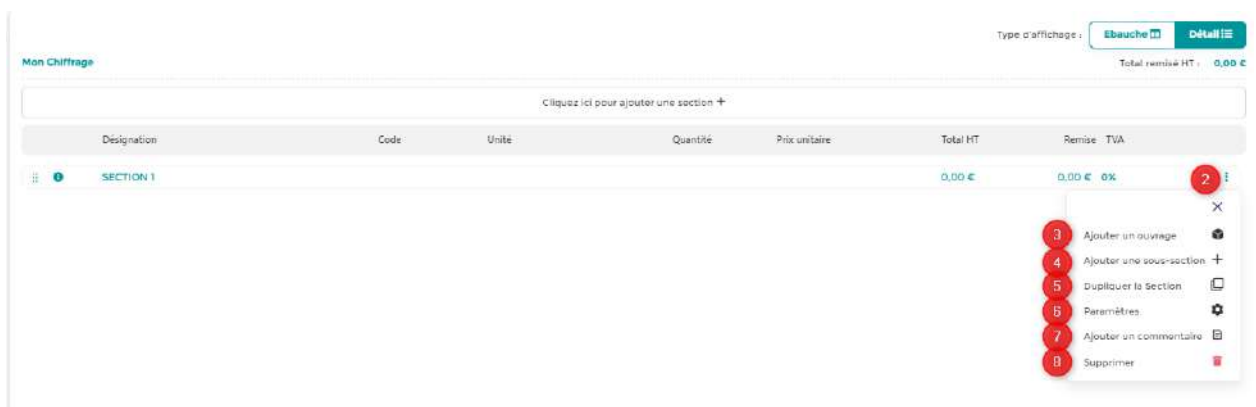 Type d'affichage : Ebauche Détail
Mon Chiffrage Total remisé HT : 0,00 €
Cliquez ici pour ajouter une section +
Désignation Code Unité Quantité Prix unitaire Total HT Remise TVA
SECTION 1 0,00 € 0,00 € 0% 2
3 Ajouter un ouvrage
4 Ajouter une sous-section +
5 Dupliquer la Section
6 Paramètres
7 Ajouter un commentaire
8 Supprimer